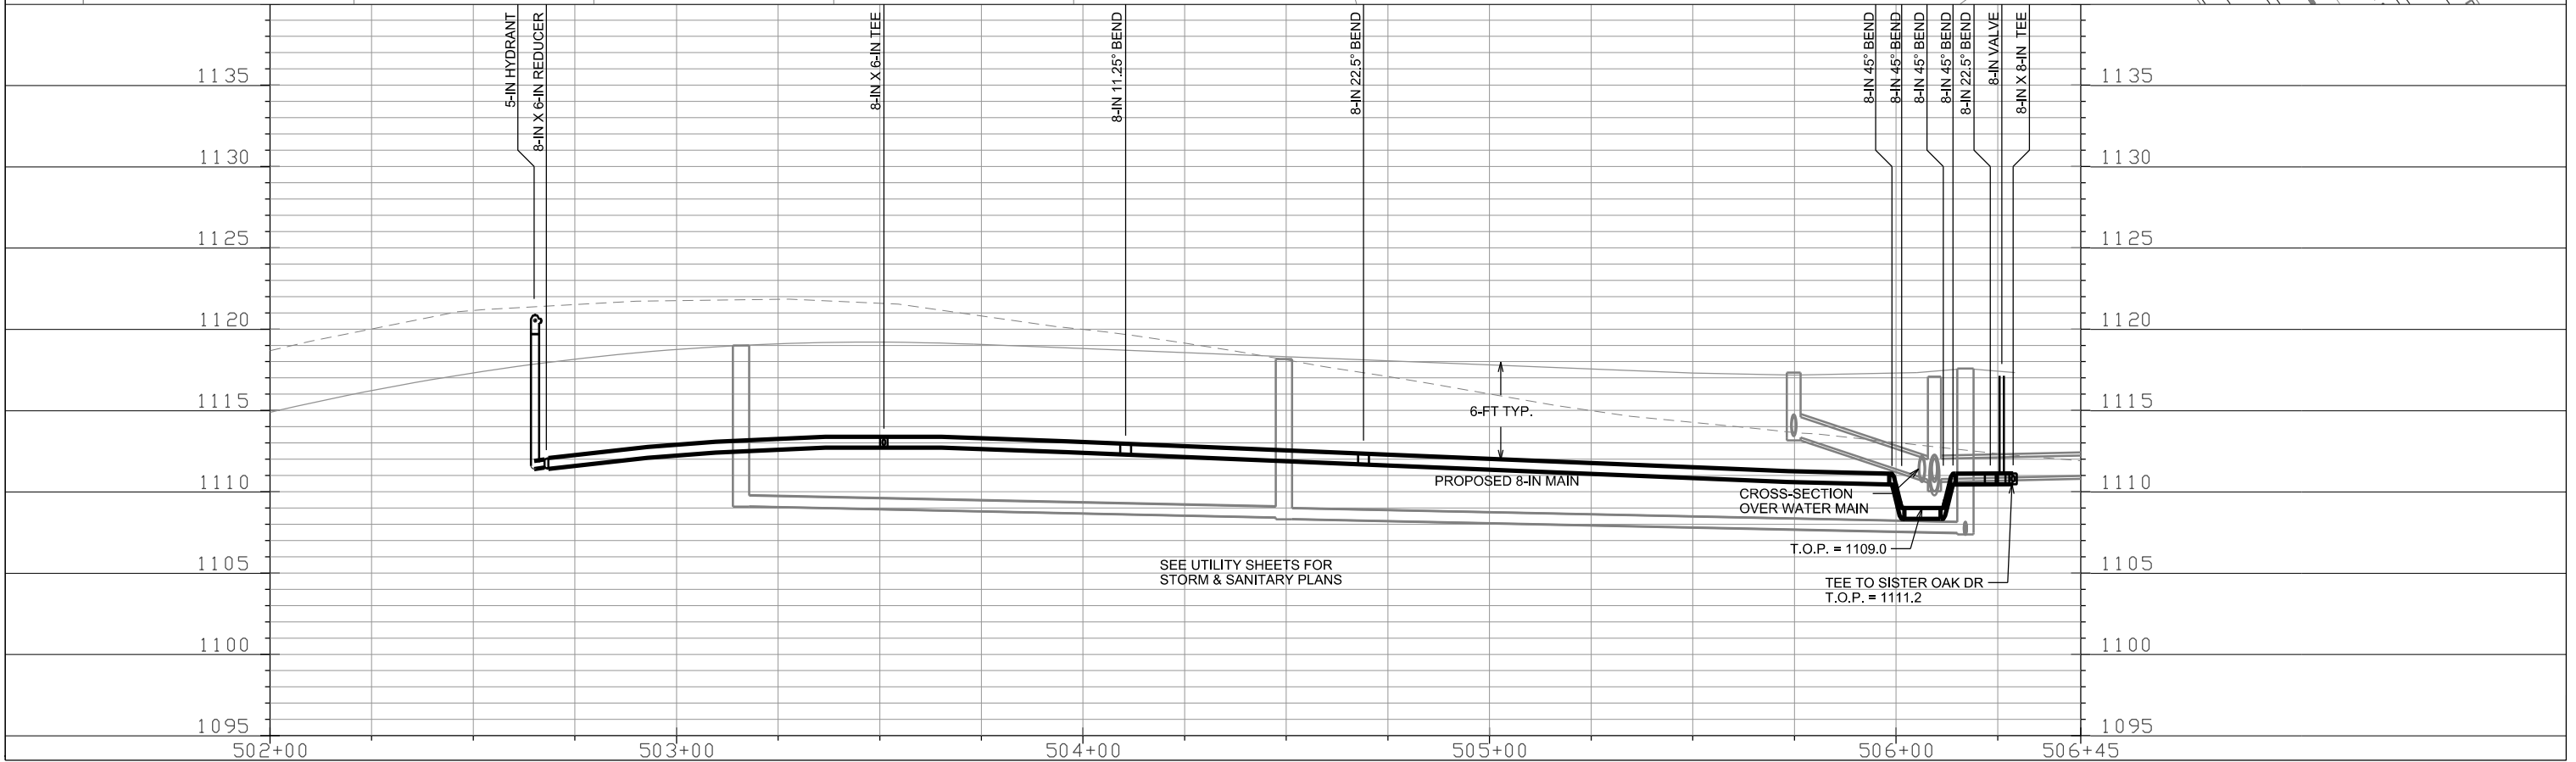 5-IN HYDRANT
8-IN X 6-IN REDUCER
8-IN X 6-IN TEE
8-IN 11.25° BEND
8-IN 22.5° BEND
8-IN 45° BEND
8-IN 45° BEND
8-IN 45° BEND
8-IN 45° BEND
8-IN 22.5° BEND
8-IN VALVE
8-IN X 8-IN TEE
1135
1135
1130
1130
1125
1125
1120
1120
1115
1115
6-FT TYP.
1110
1110
PROPOSED 8-IN MAIN
CROSS-SECTION
OVER WATER MAIN
T.O.P. = 1109.0
1105
1105
SEE UTILITY SHEETS FOR
STORM & SANITARY PLANS
TEE TO SISTER OAK DR
T.O.P. = 1111.2
1100
1100
1095
1095
502+00
503+00
504+00
505+00
506+00
506+45